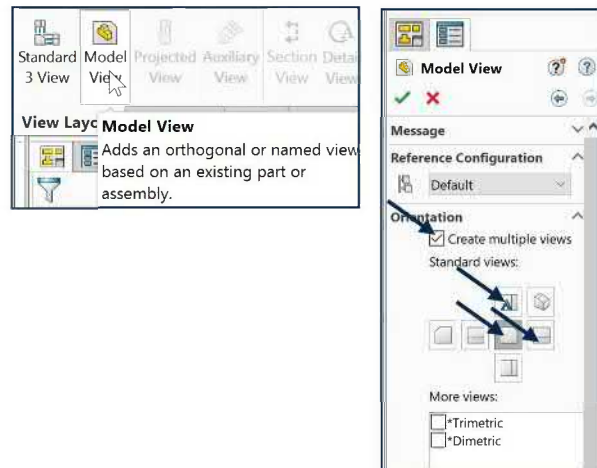 Standard Model Projected Auxiliary Section Detai
3 View View View View View View
View Layo
Model View
Adds an orthogonal or named view
based on an existing part or
assembly.
Model View
Message
Reference Configuration
Default
Orientation
Create multiple views
Standard views:
More views:
*Trimetric
*Dimetric